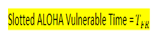 Slotted ALOHA Vulnerable Time = T_FR